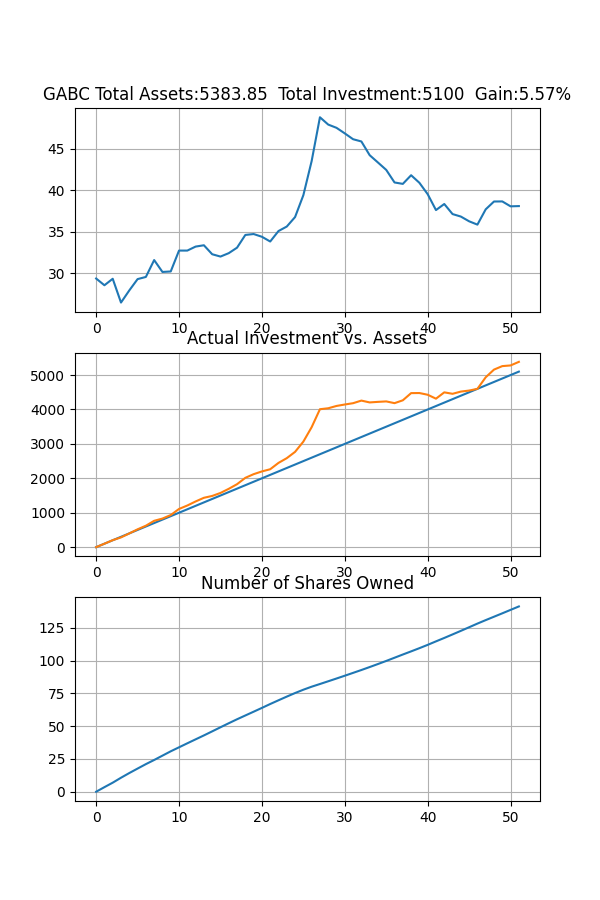 GABC Total Assets:5383.85  Total Investment:5100  Gain:5.57%
45
40
35
30
0 10 20 30 40 50
Actual Investment vs. Assets
5000
4000
3000
2000
1000
0
0 10 20 30 40 50
Number of Shares Owned
125
100
75
50
25
0
0 10 20 30 40 50